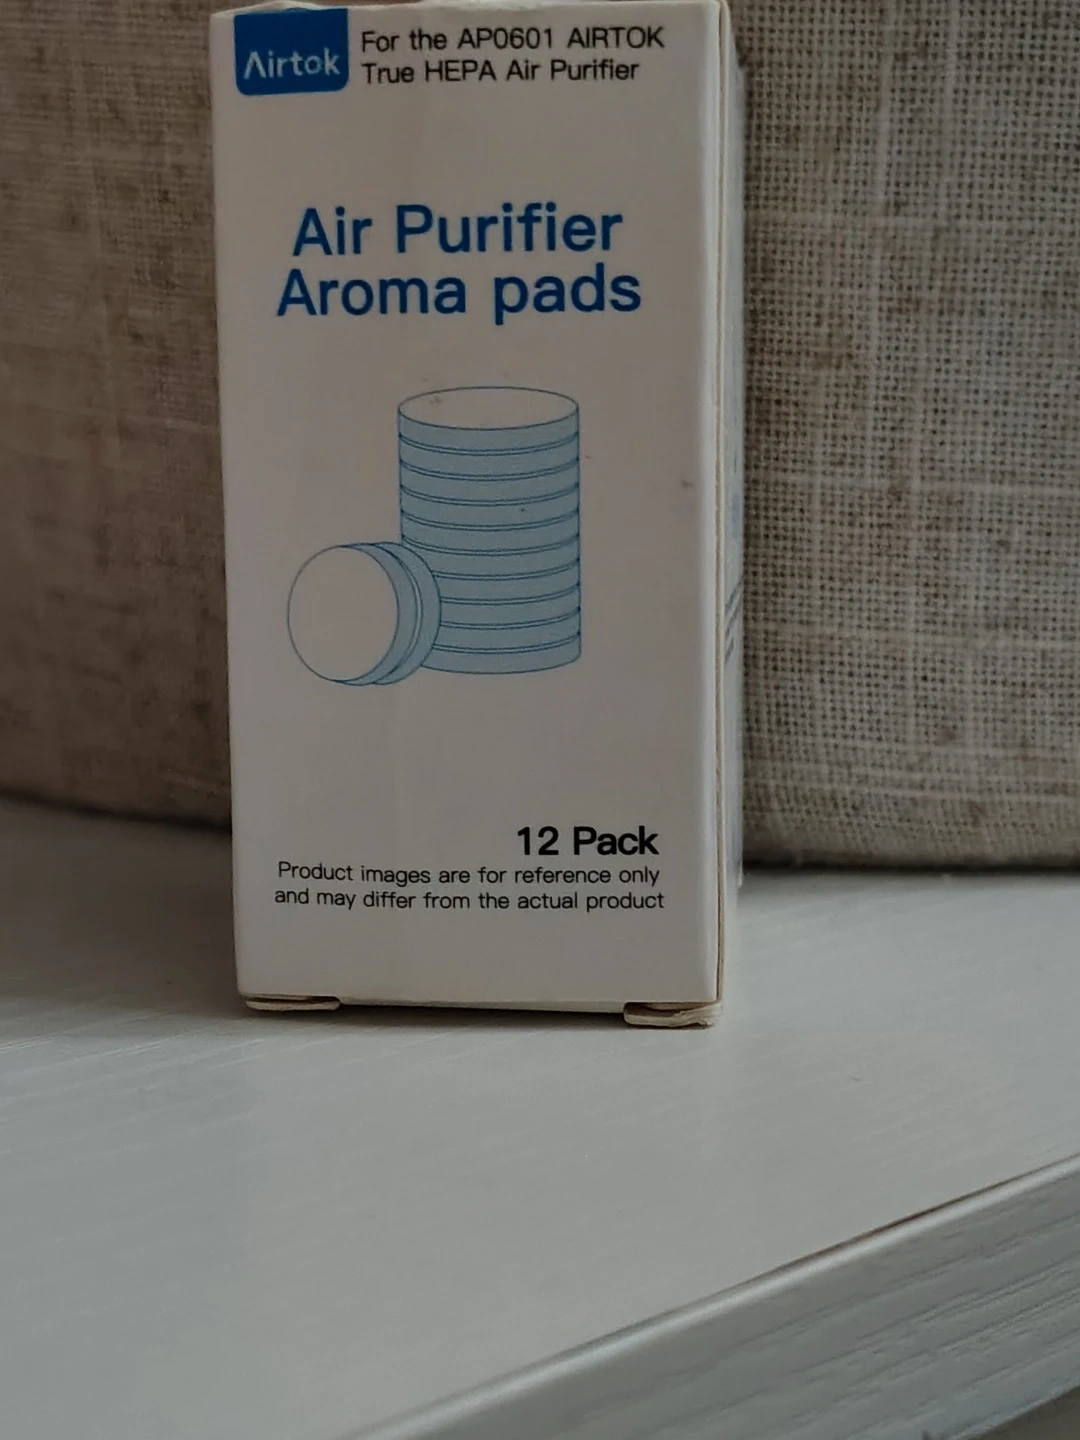 Airtok
For the AP0601 AIRTOK
True HEPA Air Purifier
Air Purifier
Aroma pads
12 Pack
Product images are for reference only
and may differ from the actual product